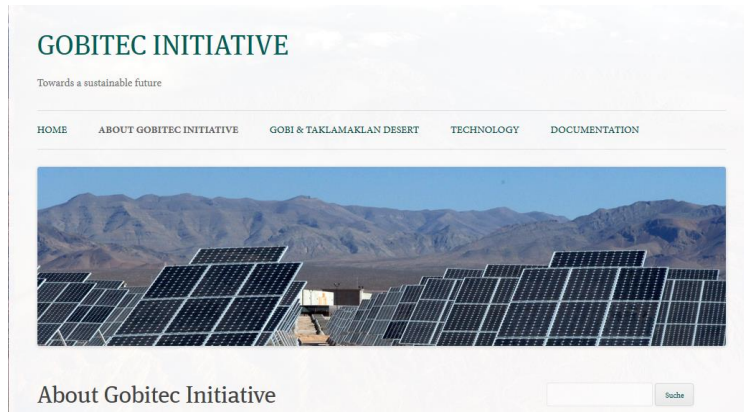 GOBITEC INITIATIVE
Towards a sustainable future
HOME ABOUT GOBITEC INITIATIVE GOBI & TAKLAMAKLAN DESERT TECHNOLOGY DOCUMENTATION
About Gobitec Initiative
Suche